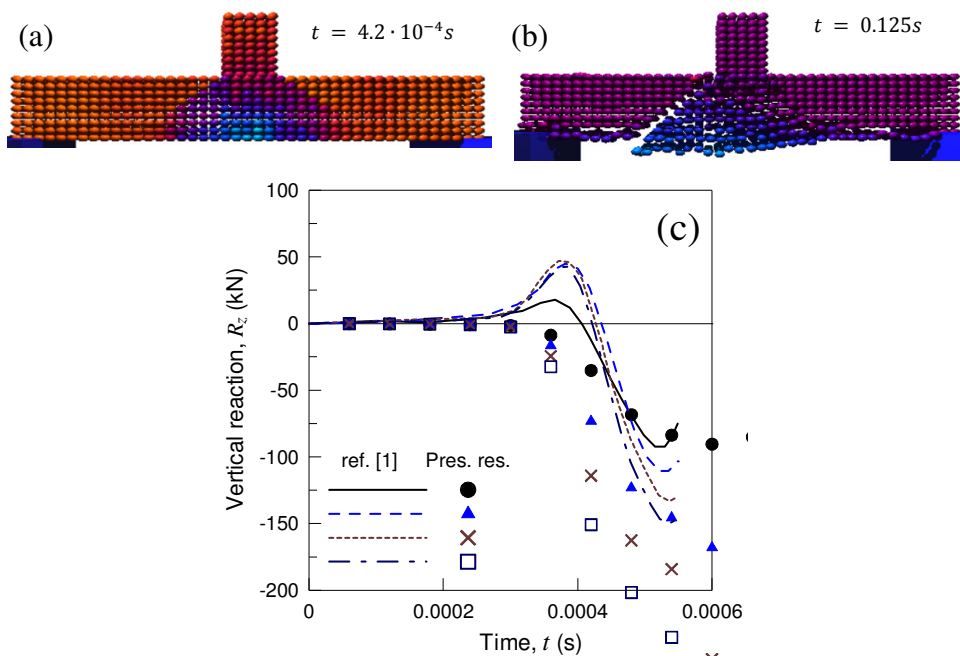 (a)
t = 4.2 · 10⁻⁴s
(b)
t = 0.125s
(c)
Vertical reaction, R_z (kN)
100
50
0
-50
-100
-150
-200
ref. [1] Pres. res.
0 0.0002 0.0004 0.0006
Time, t (s)